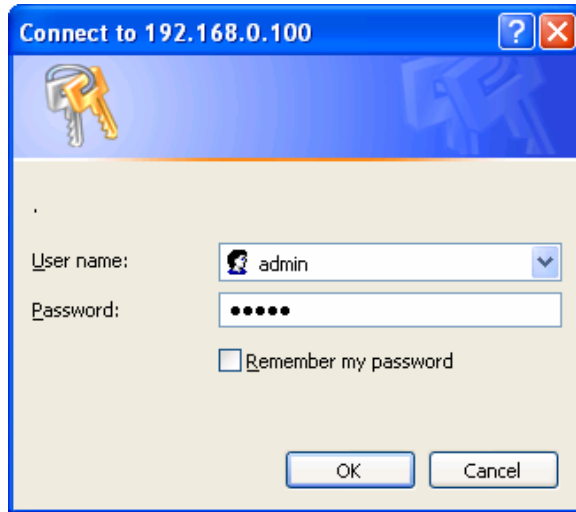 Connect to 192.168.0.100
?
.
User name:
admin
Password:
•••••
Remember my password
OK
Cancel